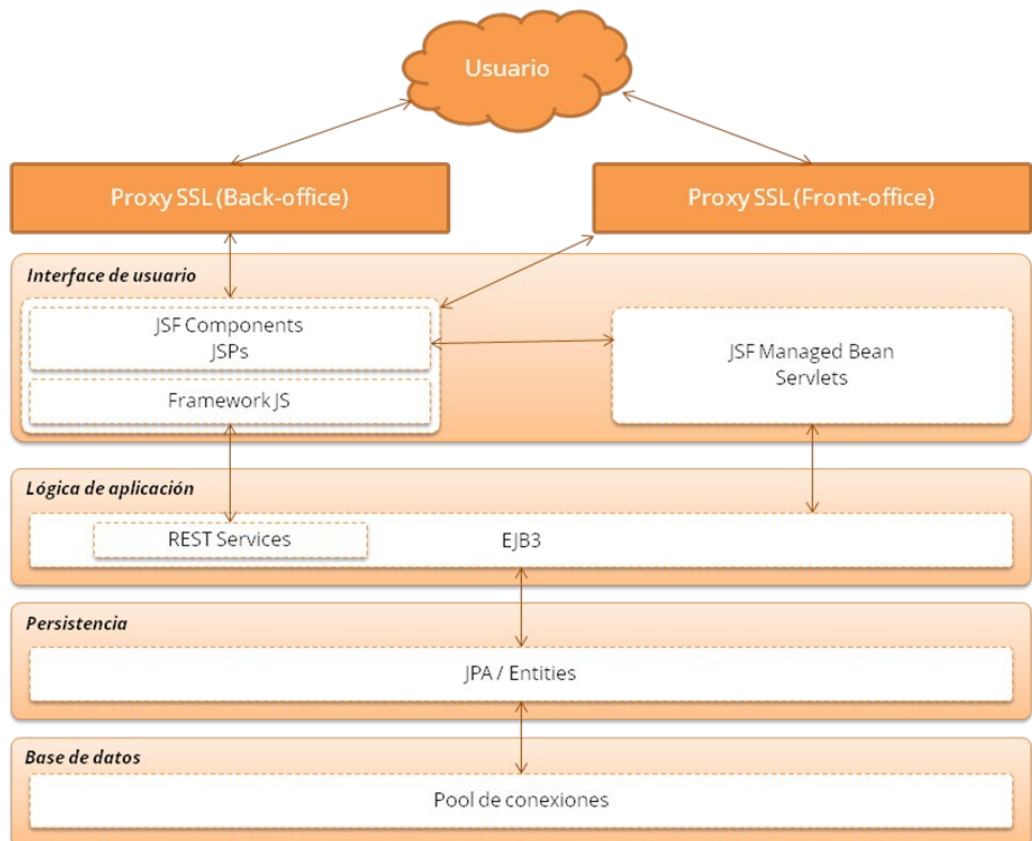 Usuario
Proxy SSL (Back-office)
Proxy SSL (Front-office)
Interface de usuario
JSF Components
JSPs
Framework JS
JSF Managed Bean
Servlets
Lógica de aplicación
REST Services
EJB3
Persistencia
JPA / Entities
Base de datos
Pool de conexiones